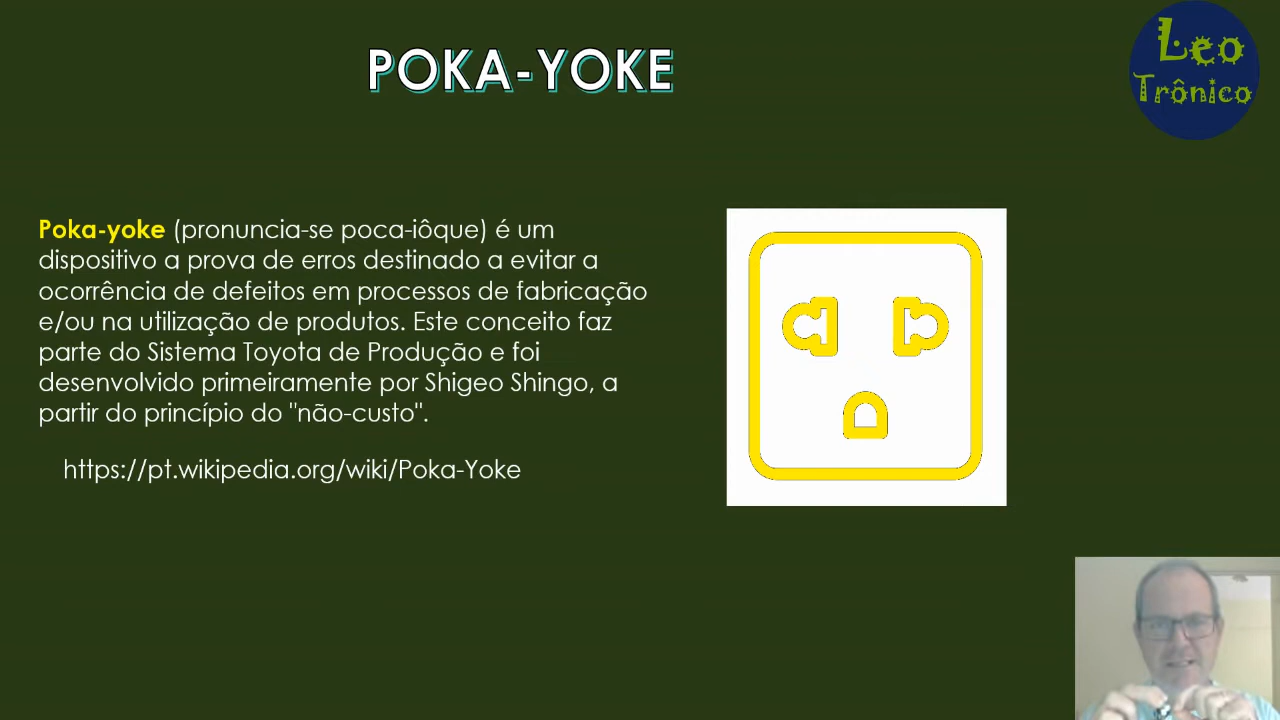 POKA-YOKE
Leo
Trônico
Poka-yoke (pronuncia-se poca-iôque) é um
dispositivo a prova de erros destinado a evitar a
ocorrência de defeitos em processos de fabricação
e/ou na utilização de produtos. Este conceito faz
parte do Sistema Toyota de Produção e foi
desenvolvido primeiramente por Shigeo Shingo, a
partir do princípio do "não-custo".
https://pt.wikipedia.org/wiki/Poka-Yoke